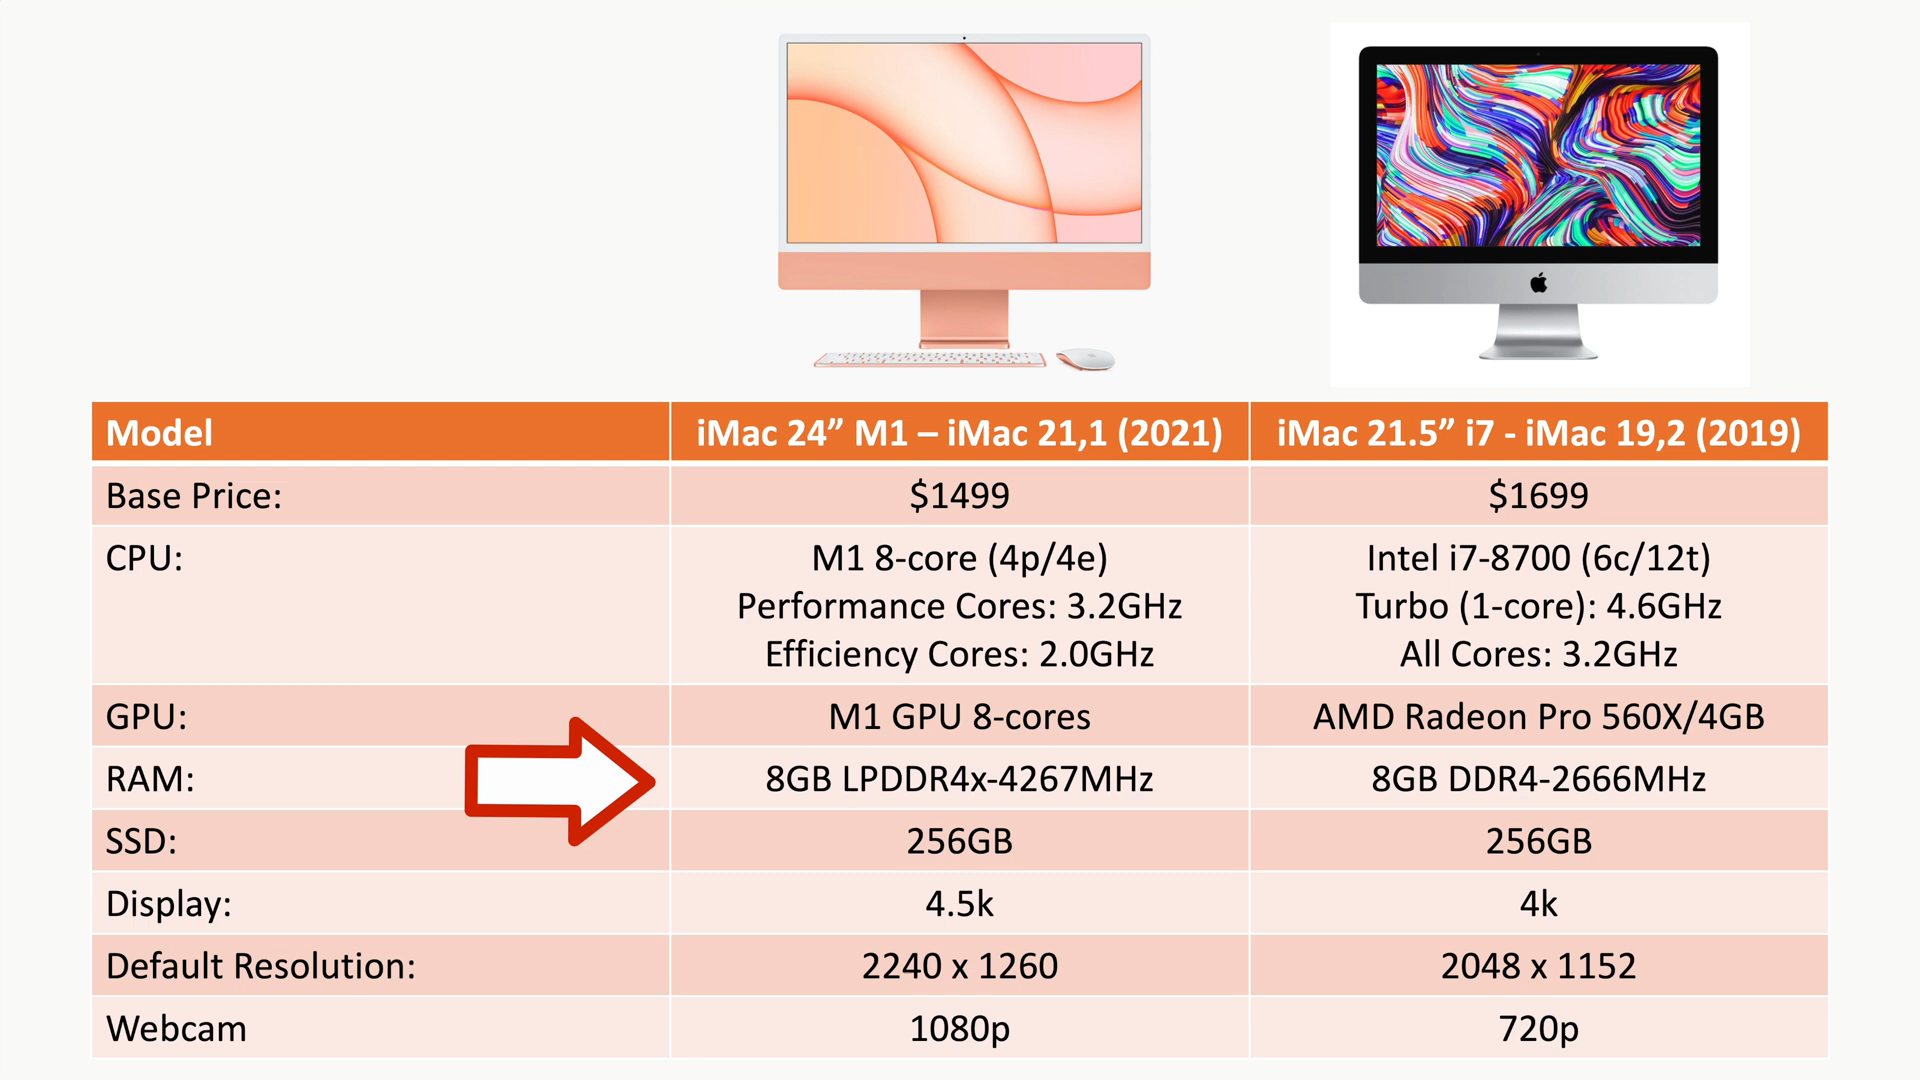 Model
iMac 24” M1 – iMac 21,1 (2021)
iMac 21.5” i7 - iMac 19,2 (2019)
Base Price:
$1499
$1699
CPU:
M1 8-core (4p/4e)
Performance Cores: 3.2GHz
Efficiency Cores: 2.0GHz
Intel i7-8700 (6c/12t)
Turbo (1-core): 4.6GHz
All Cores: 3.2GHz
GPU:
M1 GPU 8-cores
AMD Radeon Pro 560X/4GB
RAM:
8GB LPDDR4x-4267MHz
8GB DDR4-2666MHz
SSD:
256GB
256GB
Display:
4.5k
4k
Default Resolution:
2240 x 1260
2048 x 1152
Webcam
1080p
720p